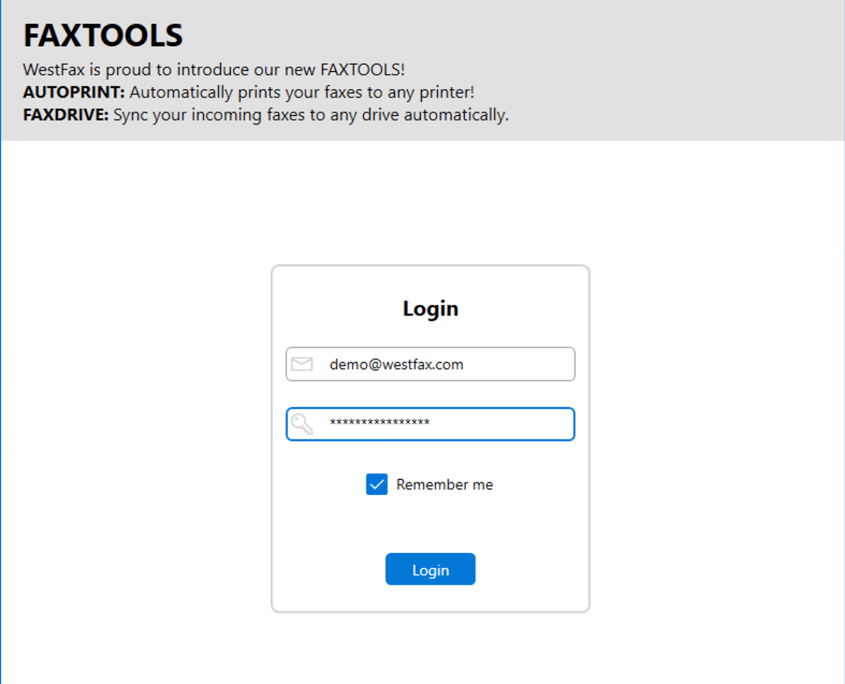 FAXTOOLS
WestFax is proud to introduce our new FAXTOOLS!
AUTOPRINT: Automatically prints your faxes to any printer!
FAXDRIVE: Sync your incoming faxes to any drive automatically.
Login
demo@westfax.com
****************
Remember me
Login